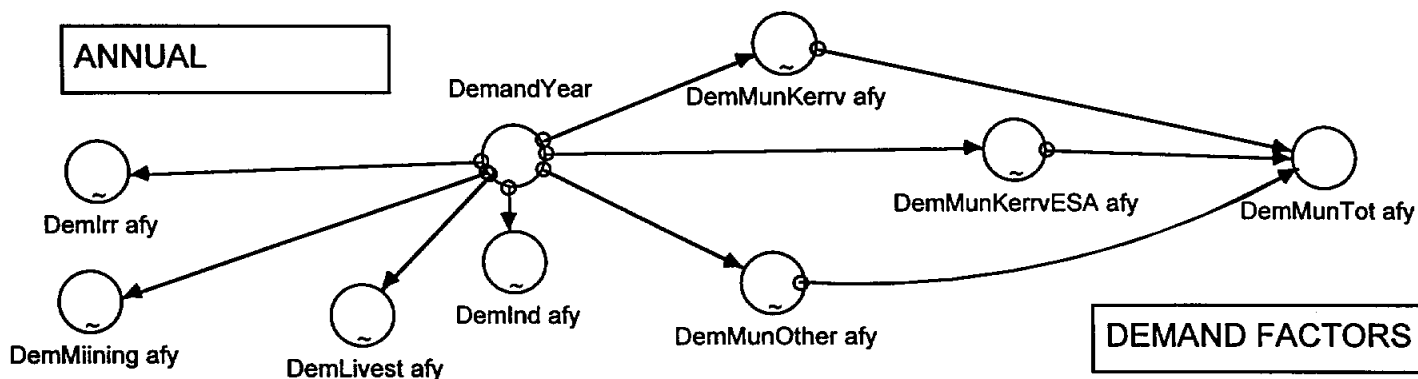 ANNUAL
DemandYear
DemMunKerrv afy
DemMunKerrvESA afy
DemMunTot afy
DemIrr afy
DemInd afy
DemMunOther afy
DemMiining afy
DemLivest afy
DEMAND FACTORS
~
~
~
~
~
~
~